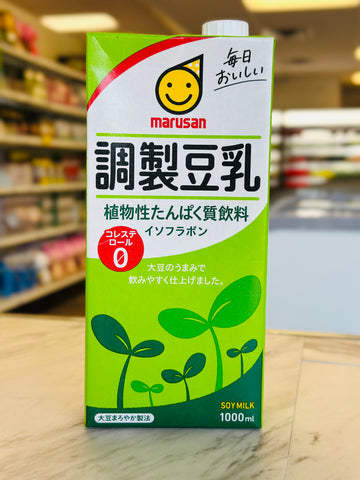 毎日
おいしい
marusan
調製豆乳
植物性たんぱく質飲料
イソフラボン
コレステ
ロール
0
大豆のうまみで
飲みやすく仕上げました。
大豆まろやか製法
SOYMILK
1000ml